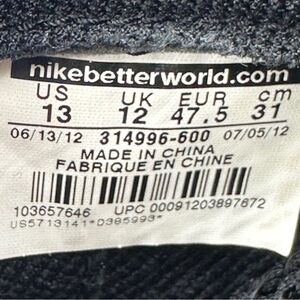 nikebetterworld.com
US UK EUR cm
13 12 47.5 31
06/13/12 314996-600 07/05/12
MADE IN CHINA
FABRIQUE EN CHINE
103657646 UPC 00091203897872
US5713141*D385993*